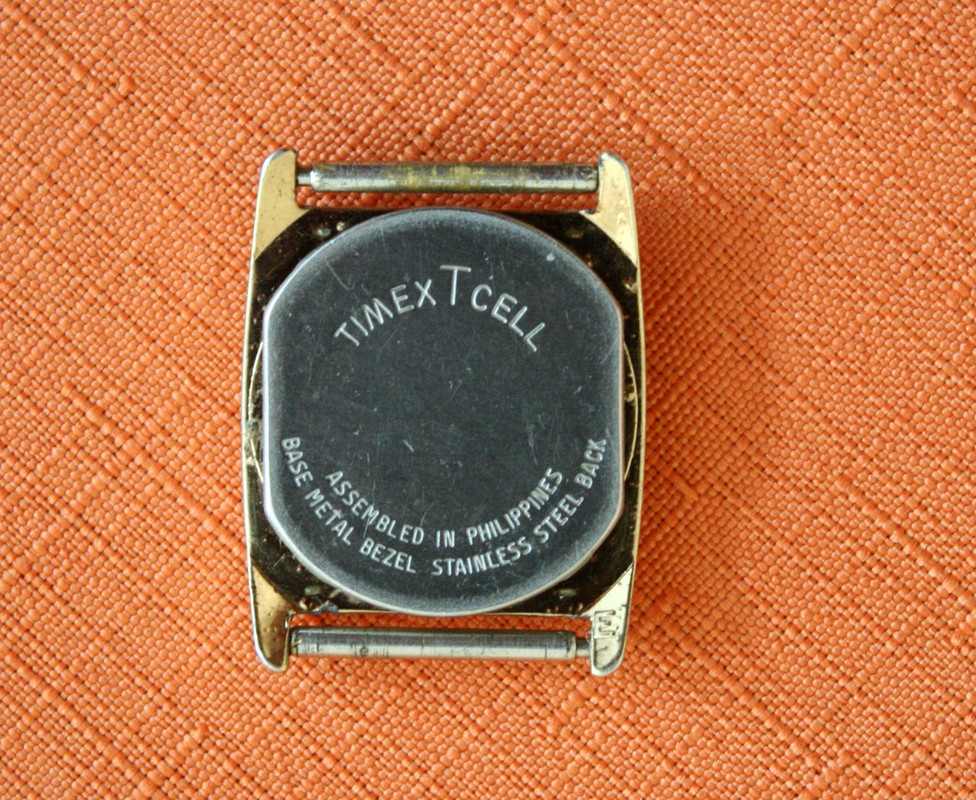 TIMEX T CELL
ASSEMBLED IN PHILIPPINES
BASE METAL BEZEL STAINLESS STEEL BACK